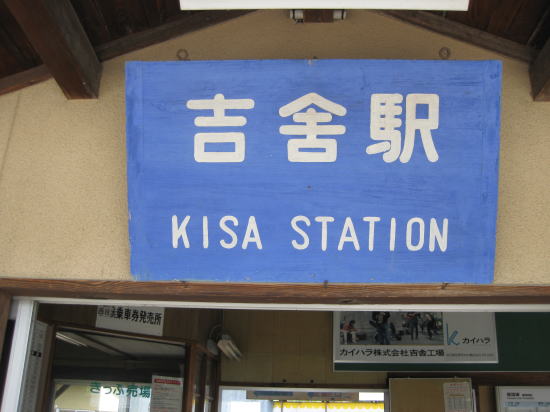 吉舎駅
KISA STATION
乗車券発売所
カイハラ
カイハラ株式会社吉舎工場
きっぷ売場